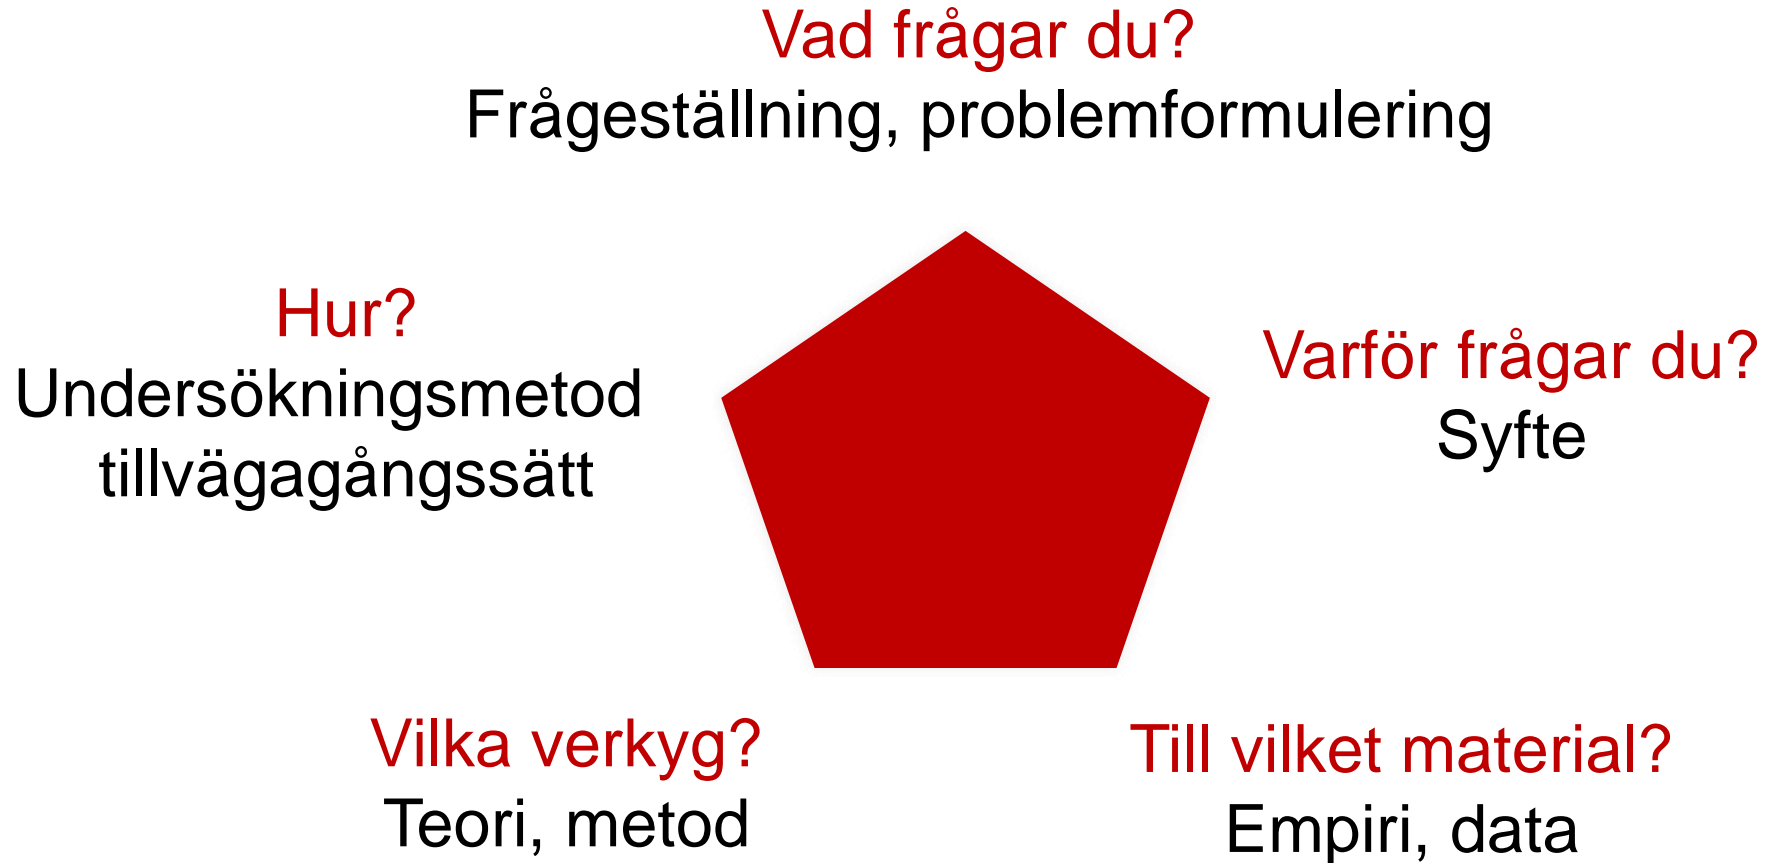 Vad frågar du?
Frågeställning, problemformulering
Hur?
Undersökningsmetod
tillvägagångssätt
Varför frågar du?
Syfte
Vilka verkyg?
Teori, metod
Till vilket material?
Empiri, data